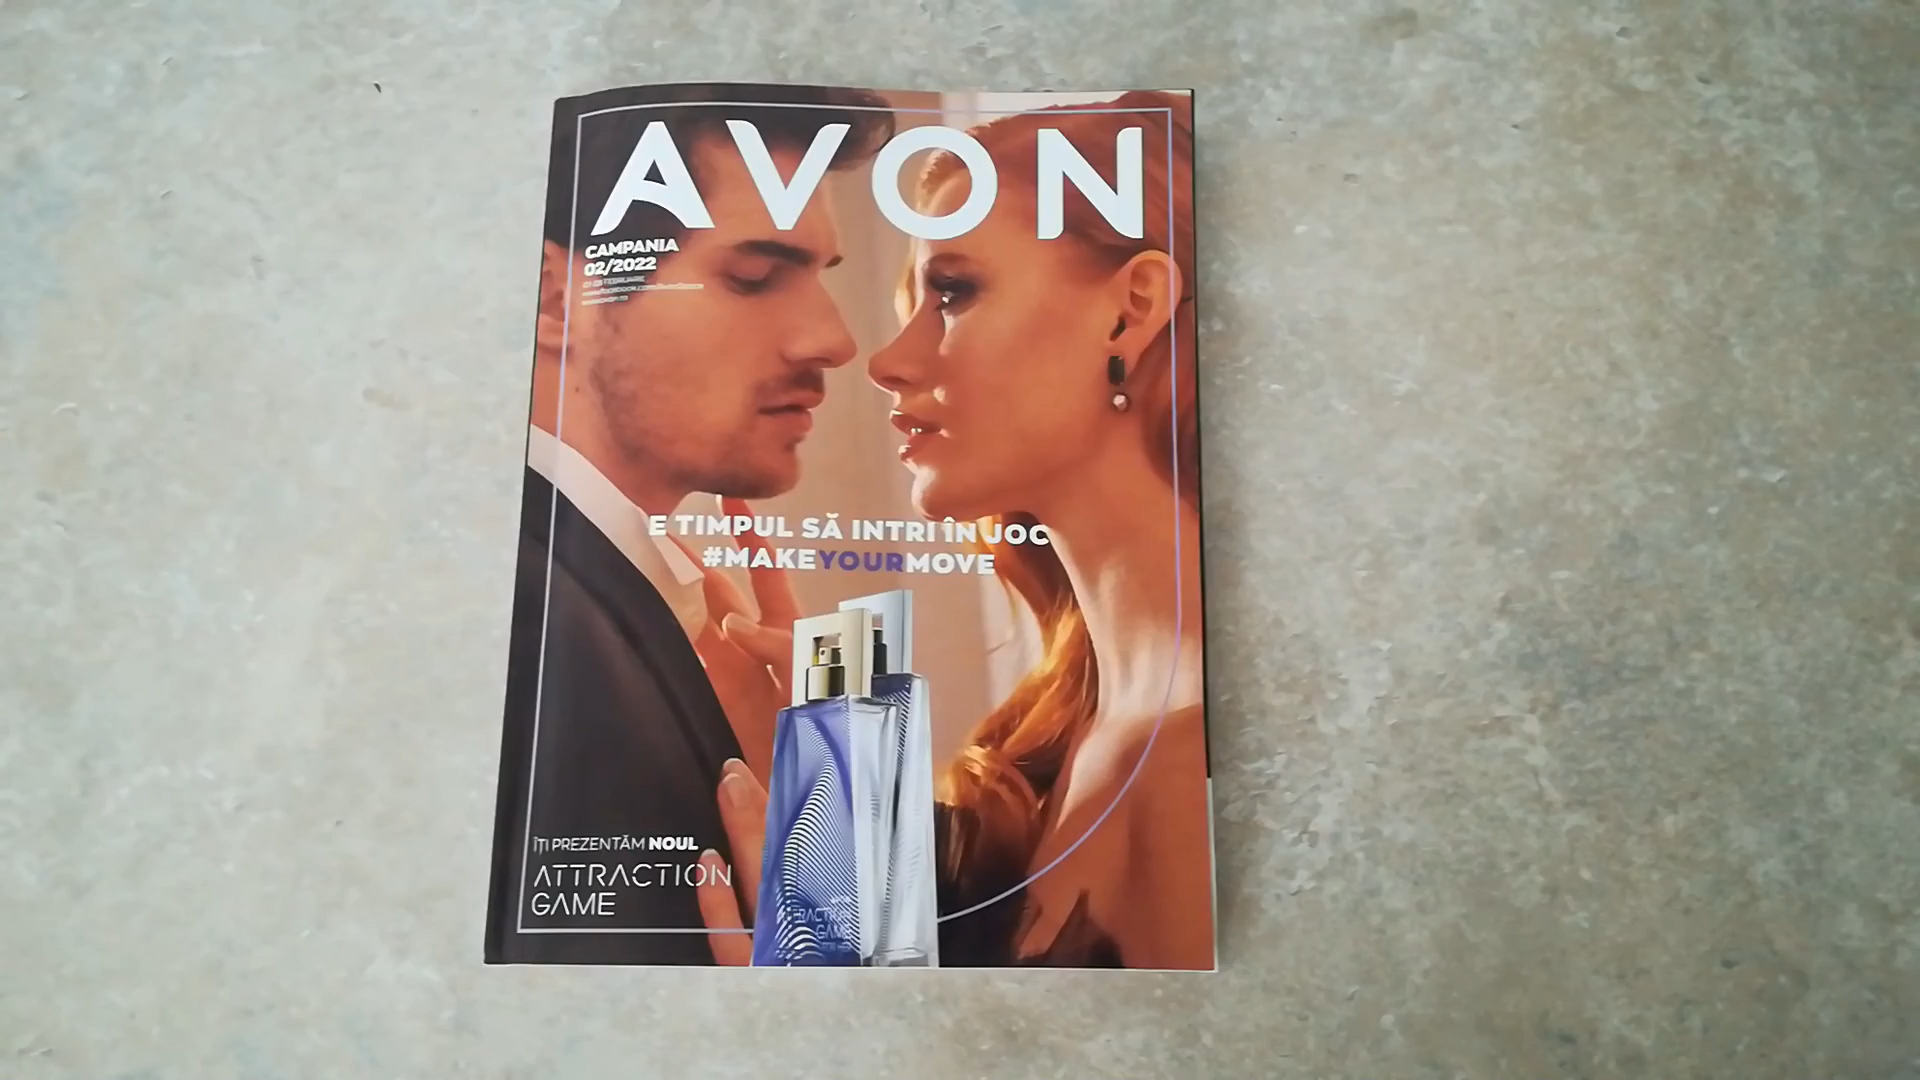 AVON
CAMPANIA
02/2022
E TIMPUL SĂ INTRI ÎN JOC
#MAKEYOURMOVE
ÎȚI PREZENTĂM NOUL
ATTRACTION
GAME